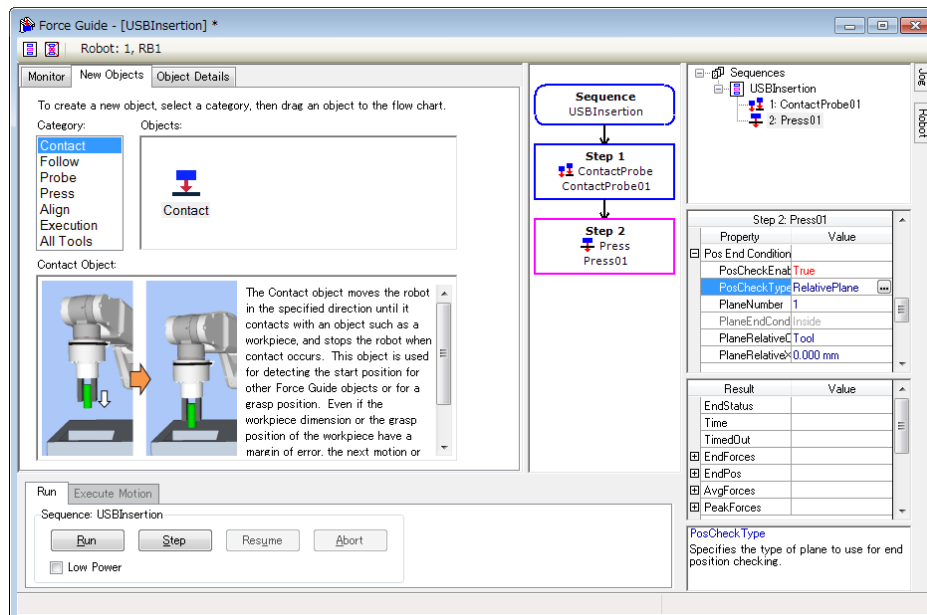 Force Guide - [USBInsertion] *
Robot: 1, RB1
Monitor New Objects Object Details
To create a new object, select a category, then drag an object to the flow chart.
Category: Objects:
Contact
Follow
Probe
Press
Align
Execution
All Tools
Contact
Contact Object:
The Contact object moves the robot
in the specified direction until it
contacts with an object such as a
workpiece, and stops the robot when
contact occurs. This object is used
for detecting the start position for
other Force Guide objects or for a
grasp position. Even if the
workpiece dimension or the grasp
position of the workpiece have a
margin of error, the next motion or
Sequence
USBInsertion
Step 1
ContactProbe
ContactProbe01
Step 2
Press
Press01
Sequences
USBInsertion
1: ContactProbe01
2: Press01
Jog
Robot
Step 2: Press01
Property Value
Pos End Condition
PosCheckEnab True
PosCheckType RelativePlane ...
PlaneNumber 1
PlaneEndCond Inside
PlaneRelativeC Tool
PlaneRelativeX 0.000 mm
Result Value
EndStatus
Time
TimedOut
EndForces
EndPos
AvgForces
PeakForces
PosCheckType
Specifies the type of plane to use for end
position checking.
Run Execute Motion
Sequence: USBInsertion
Run Step Resume Abort
Low Power